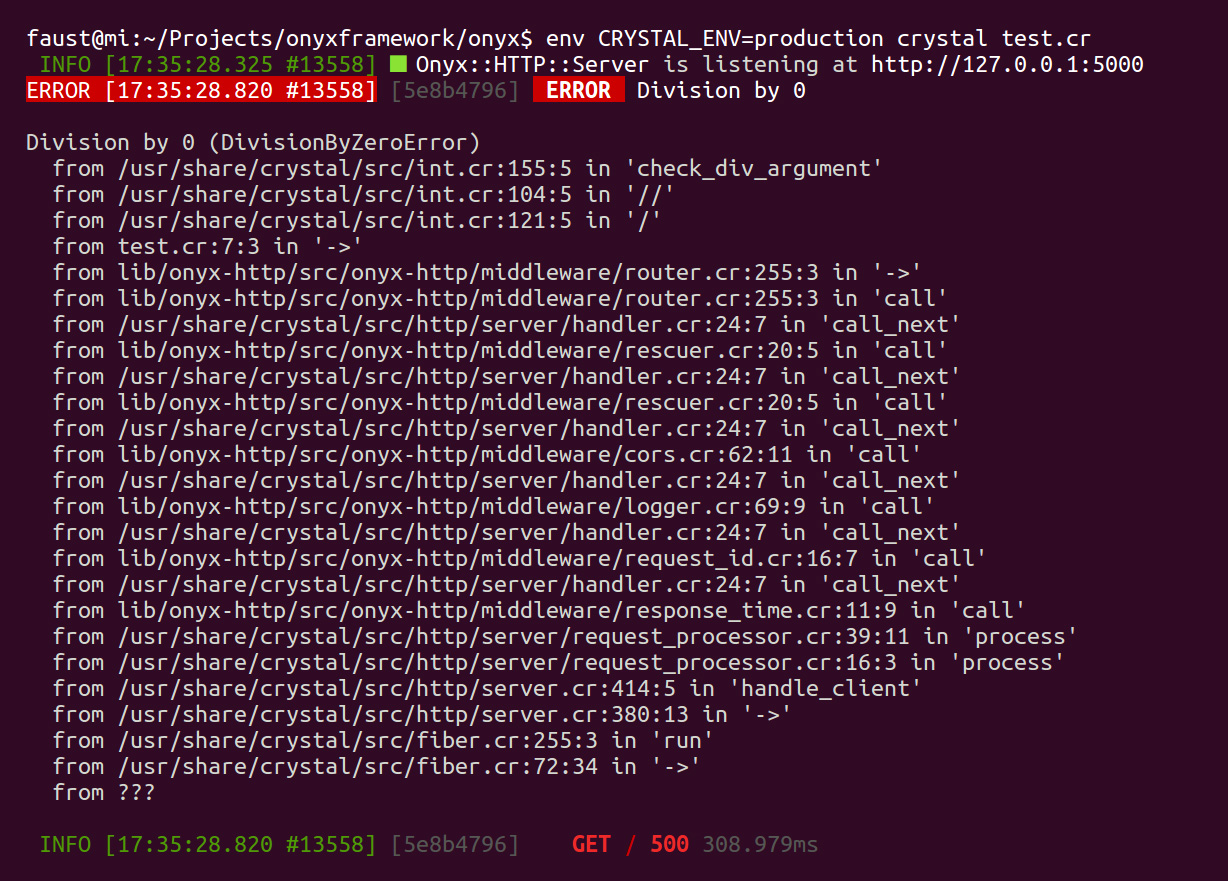 faust@mi:~/Projects/onyxframework/onyx$ env CRYSTAL_ENV=production crystal test.cr
INFO [17:35:28.325 #13558] Onyx::HTTP::Server is listening at http://127.0.0.1:5000
ERROR [17:35:28.820 #13558] [5e8b4796] ERROR Division by 0
Division by 0 (DivisionByZeroError)
from /usr/share/crystal/src/int.cr:155:5 in 'check_div_argument'
from /usr/share/crystal/src/int.cr:104:5 in '//'
from /usr/share/crystal/src/int.cr:121:5 in '/'
from test.cr:7:3 in '->'
from lib/onyx-http/src/onyx-http/middleware/router.cr:255:3 in '->'
from lib/onyx-http/src/onyx-http/middleware/router.cr:255:3 in 'call'
from /usr/share/crystal/src/http/server/handler.cr:24:7 in 'call_next'
from lib/onyx-http/src/onyx-http/middleware/rescuer.cr:20:5 in 'call'
from /usr/share/crystal/src/http/server/handler.cr:24:7 in 'call_next'
from lib/onyx-http/src/onyx-http/middleware/rescuer.cr:20:5 in 'call'
from /usr/share/crystal/src/http/server/handler.cr:24:7 in 'call_next'
from lib/onyx-http/src/onyx-http/middleware/cors.cr:62:11 in 'call'
from /usr/share/crystal/src/http/server/handler.cr:24:7 in 'call_next'
from lib/onyx-http/src/onyx-http/middleware/logger.cr:69:9 in 'call'
from /usr/share/crystal/src/http/server/handler.cr:24:7 in 'call_next'
from lib/onyx-http/src/onyx-http/middleware/request_id.cr:16:7 in 'call'
from /usr/share/crystal/src/http/server/handler.cr:24:7 in 'call_next'
from lib/onyx-http/src/onyx-http/middleware/response_time.cr:11:9 in 'call'
from /usr/share/crystal/src/http/server/request_processor.cr:39:11 in 'process'
from /usr/share/crystal/src/http/server/request_processor.cr:16:3 in 'process'
from /usr/share/crystal/src/http/server.cr:414:5 in 'handle_client'
from /usr/share/crystal/src/http/server.cr:380:13 in '->'
from /usr/share/crystal/src/fiber.cr:255:3 in 'run'
from /usr/share/crystal/src/fiber.cr:72:34 in '->'
from ???
INFO [17:35:28.820 #13558] [5e8b4796] GET / 500 308.979ms